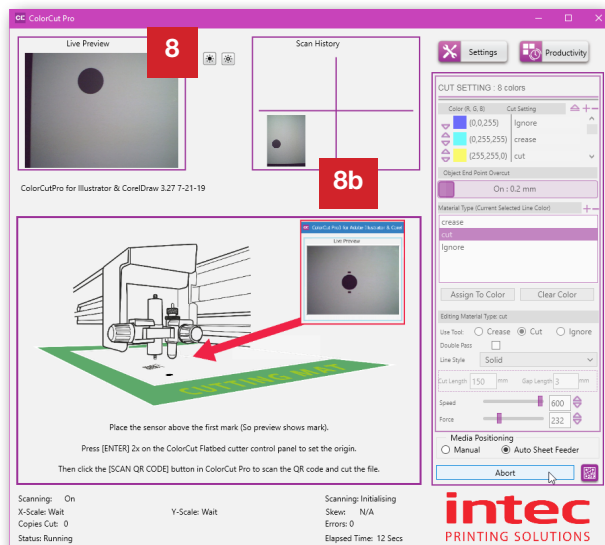 CC ColorCut Pro
Live Preview
8
Scan History
Settings
Productivity
8b
ColorCutPro for Illustrator & CorelDraw 3.27 7-21-19
CUT SETTING : 8 colors
Color (R, G, B) Cut Setting
(0,0,255) Ignore
(0,255,255) crease
(255,255,0) cut
Object End Point Overcut
On : 0.2 mm
Material Type (Current Selected Line Color)
crease
cut
Ignore
Assign To Color Clear Color
Editing Material Type: cut
Use Tool: Crease Cut Ignore
Double Pass
Line Style Solid
Cut Length 150 mm Gap Length 3 mm
Speed 600
Force 232
Media Positioning
Manual Auto Sheet Feeder
Abort
ColorCut Pro3 for Adobe Illustrator & Corel
Live Preview
CUTTING MAT
Place the sensor above the first mark (So preview shows mark).
Press [ENTER] 2x on the ColorCut Flatbed cutter control panel to set the origin.
Then click the [SCAN QR CODE] button in ColorCut Pro to scan the QR code and cut the file.
Scanning: On
X-Scale: Wait
Copies Cut: 0
Status: Running
Y-Scale: Wait
Scanning: Initialising
Skew: N/A
Errors: 0
Elapsed Time: 12 Secs
intec
PRINTING SOLUTIONS